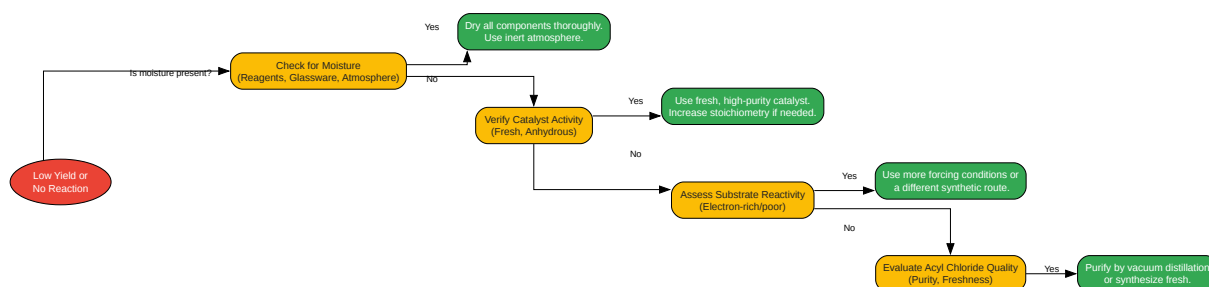 Yes
Dry all components thoroughly.
Use inert atmosphere.
Is moisture present?
Check for Moisture
(Reagents, Glassware, Atmosphere)
No
Yes
Use fresh, high-purity catalyst.
Increase stoichiometry if needed.
Verify Catalyst Activity
(Fresh, Anhydrous)
No
Low Yield or
No Reaction
Yes
Use more forcing conditions or
a different synthetic route.
Assess Substrate Reactivity
(Electron-rich/poor)
No
Evaluate Acyl Chloride Quality
(Purity, Freshness)
Yes
Purify by vacuum distillation
or synthesize fresh.